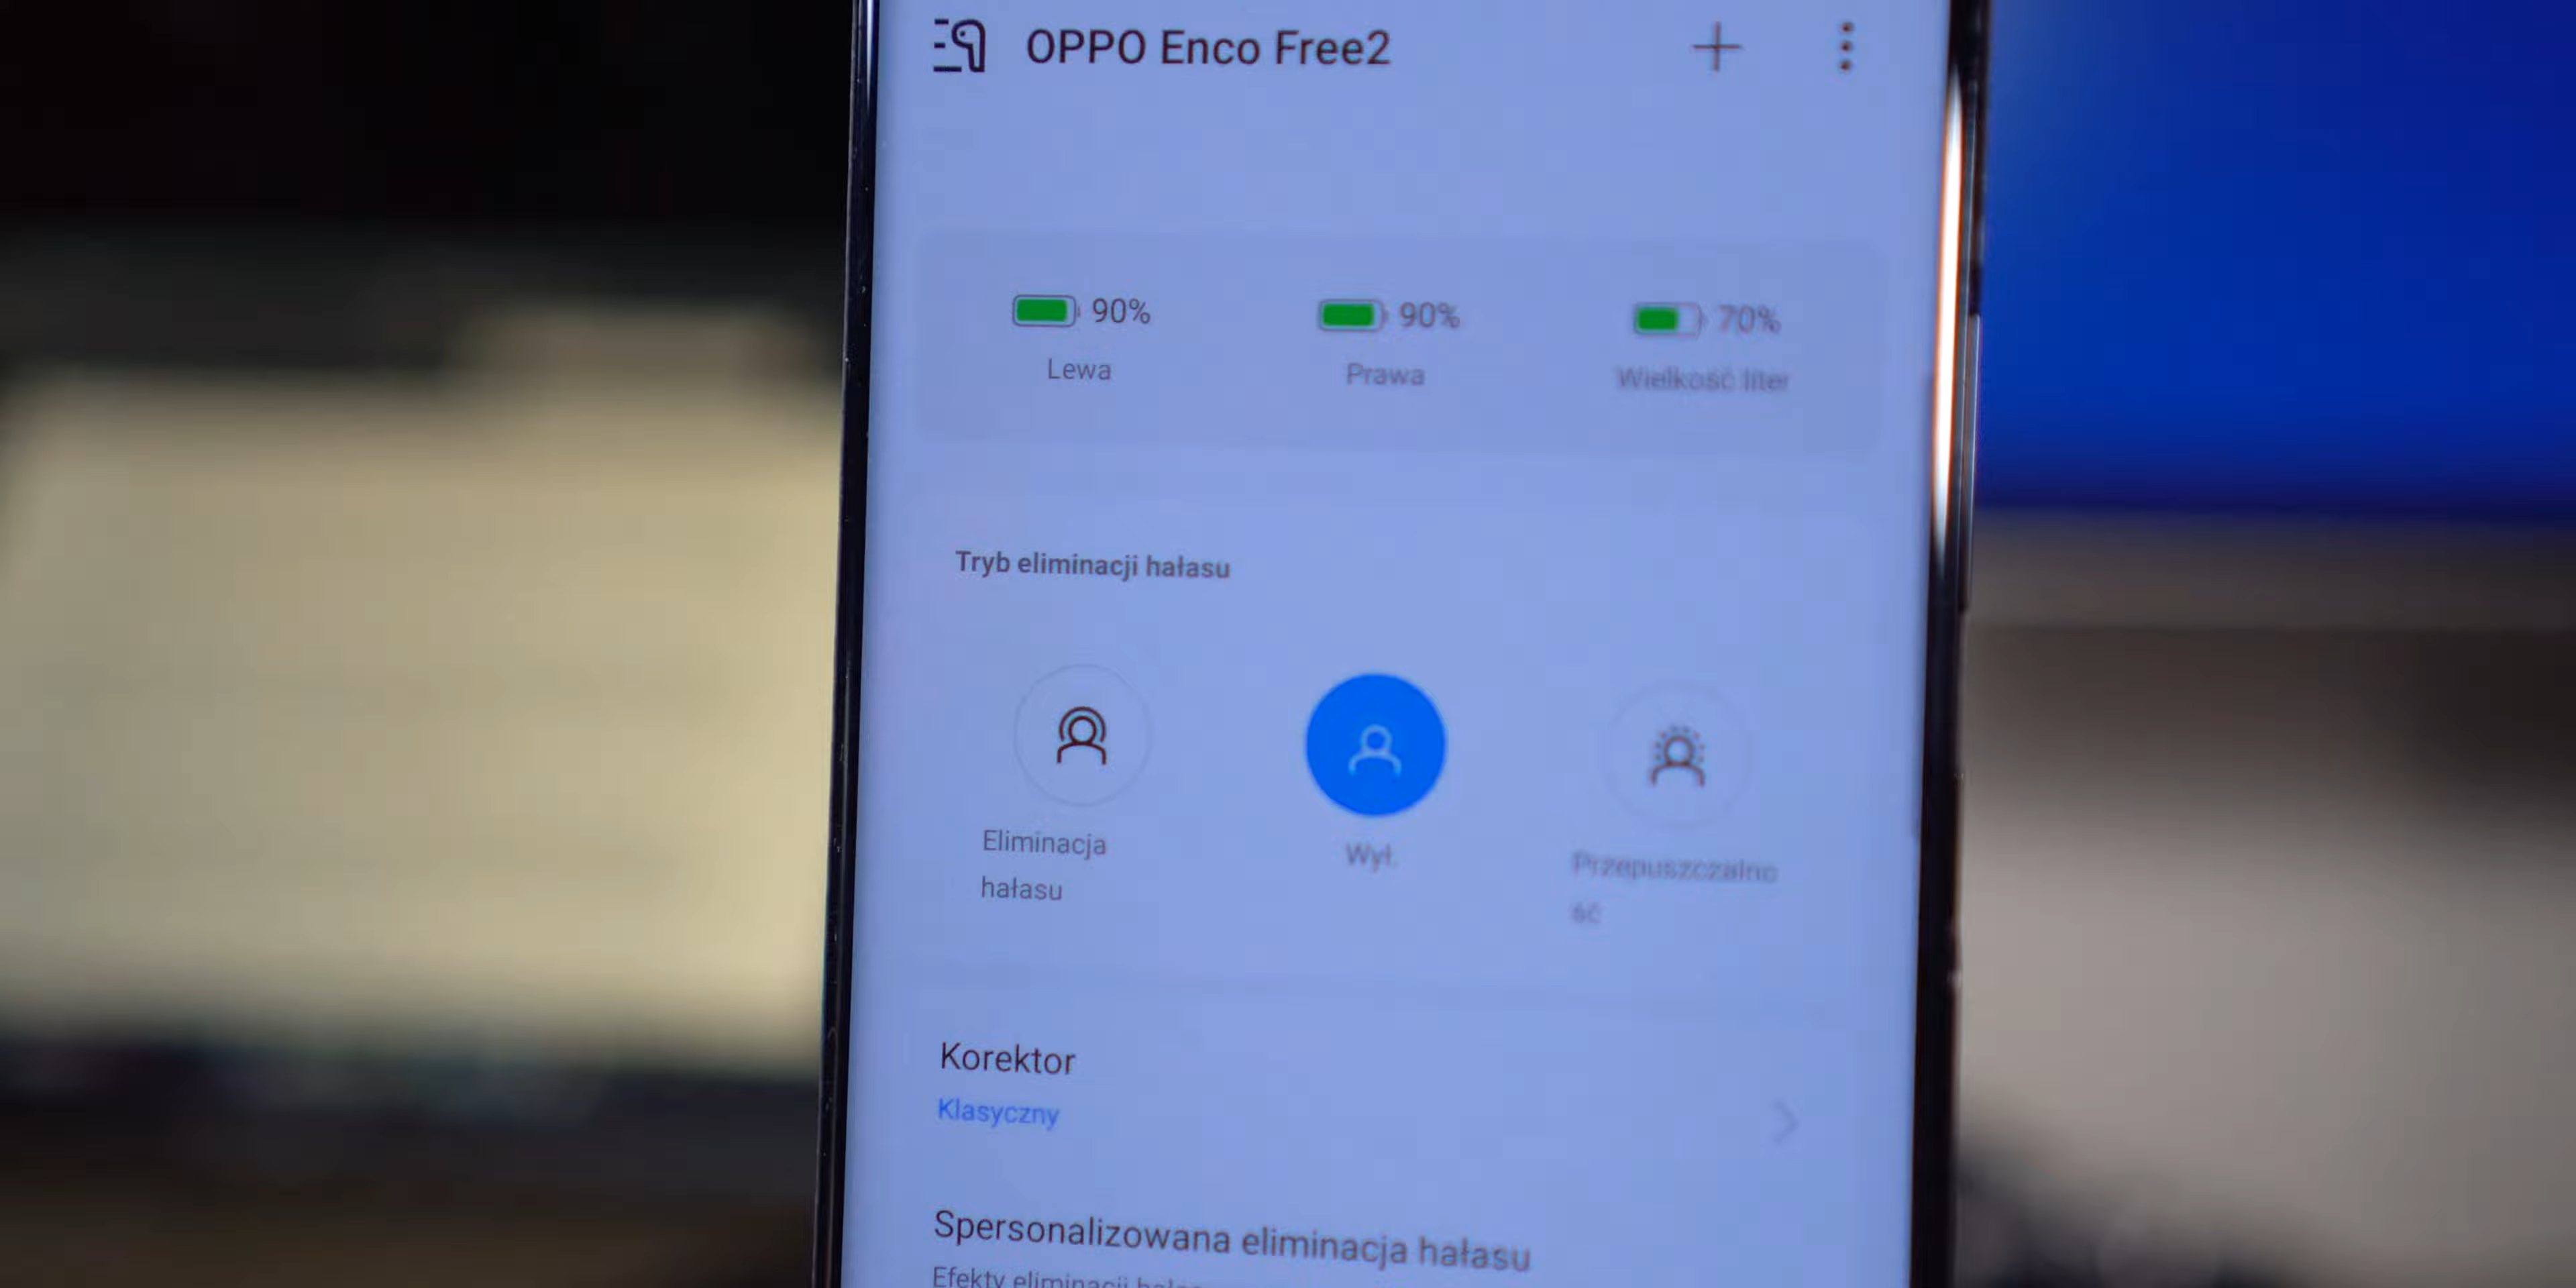 OPPO Enco Free2
90% 90% 70%
Lewa Prawa Wielkość liter
Tryb eliminacji hałasu
Eliminacja
hałasu
Wył.
Przepuszczalno
ść
Korektor
Klasyczny
Spersonalizowana eliminacja hałasu
Efekty eliminacji